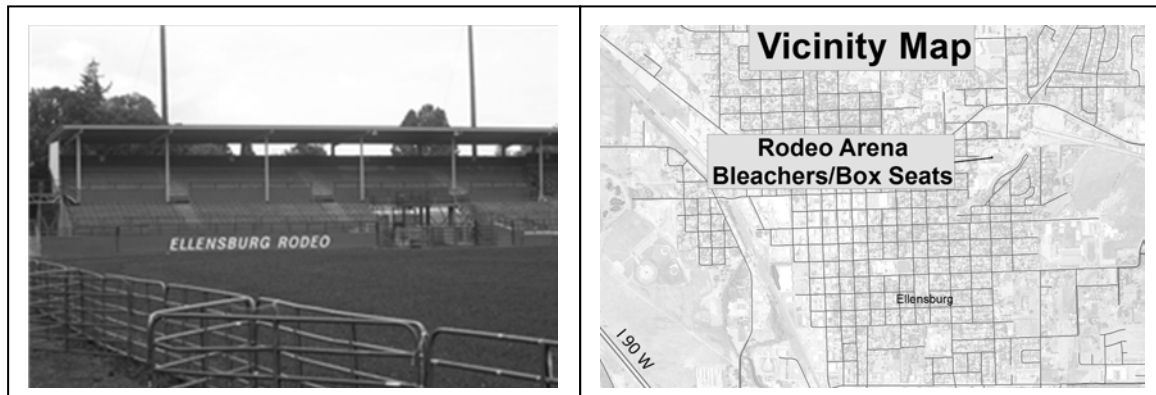 ELLENSBURG RODEO
Vicinity Map
Rodeo Arena
Bleachers/Box Seats
Ellensburg
I 90 W